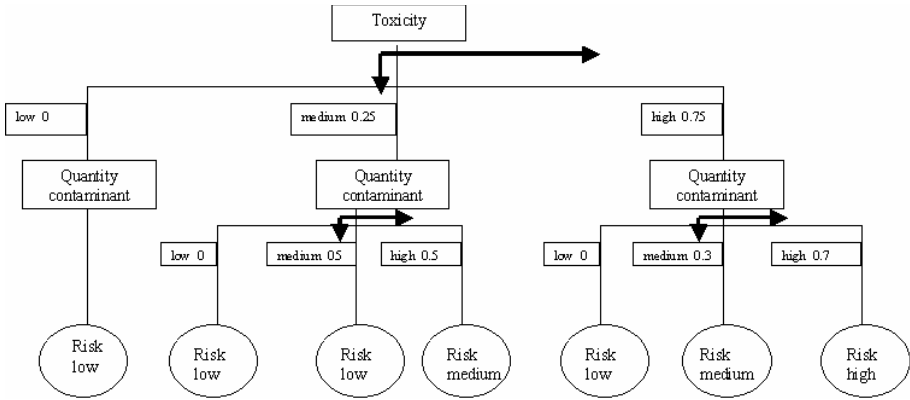 Toxicity
low 0
medium 0.25
high 0.75
Quantity
contaminant
Quantity
contaminant
Quantity
contaminant
low 0
medium 05
high 0.5
low 0
medium 0.3
high 0.7
Risk
low
Risk
low
Risk
low
Risk
medium
Risk
low
Risk
medium
Risk
high